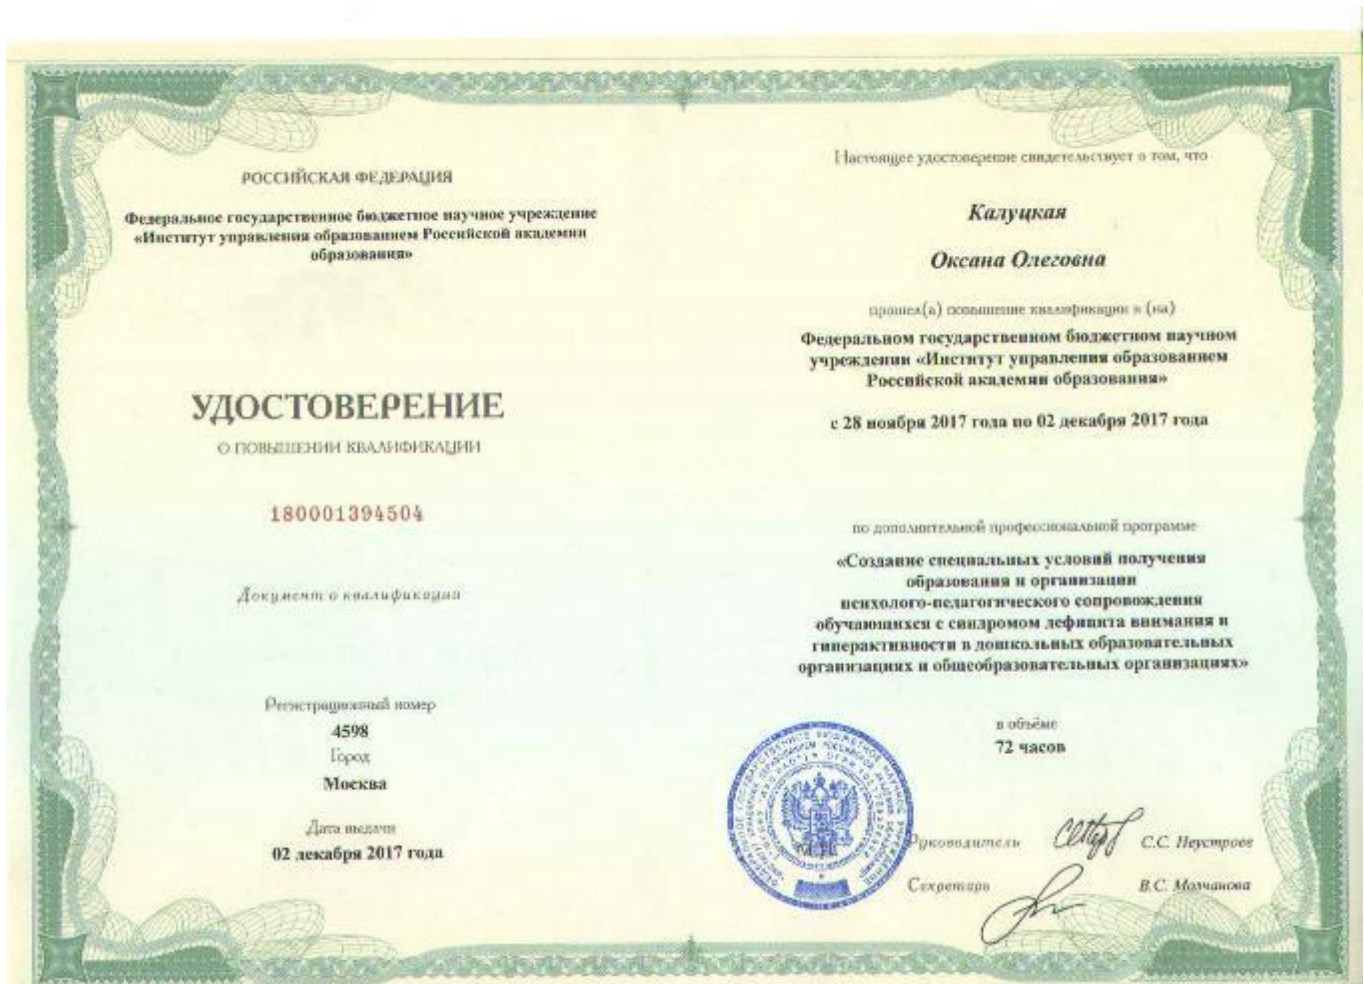 РОССИЙСКАЯ ФЕДЕРАЦИЯ
Федеральное государственное бюджетное научное учреждение
«Институт управления образованием Российской академии
образования»
УДОСТОВЕРЕНИЕ
О ПОВЫШЕНИИ КВАЛИФИКАЦИИ
180001394504
Документ о квалификации
Регистрационный номер
4598
Город
Москва
Дата выдачи
02 декабря 2017 года
Настоящее удостоверение свидетельствует о том, что
Калуцкая
Оксана Олеговна
прошел(а) повышение квалификации в (на)
Федеральном государственном бюджетном научном
учреждении «Институт управления образованием
Российской академии образования»
с 28 ноября 2017 года по 02 декабря 2017 года
по дополнительной профессиональной программе
«Создание специальных условий получения
образования и организации
психолого-педагогического сопровождения
обучающихся с синдромом дефицита внимания и
гиперактивности в дошкольных образовательных
организациях и общеобразовательных организациях»
в объёме
72 часов
М.П.
Руководитель
С.С. Неустроев
Секретарь
В.С. Молчанова